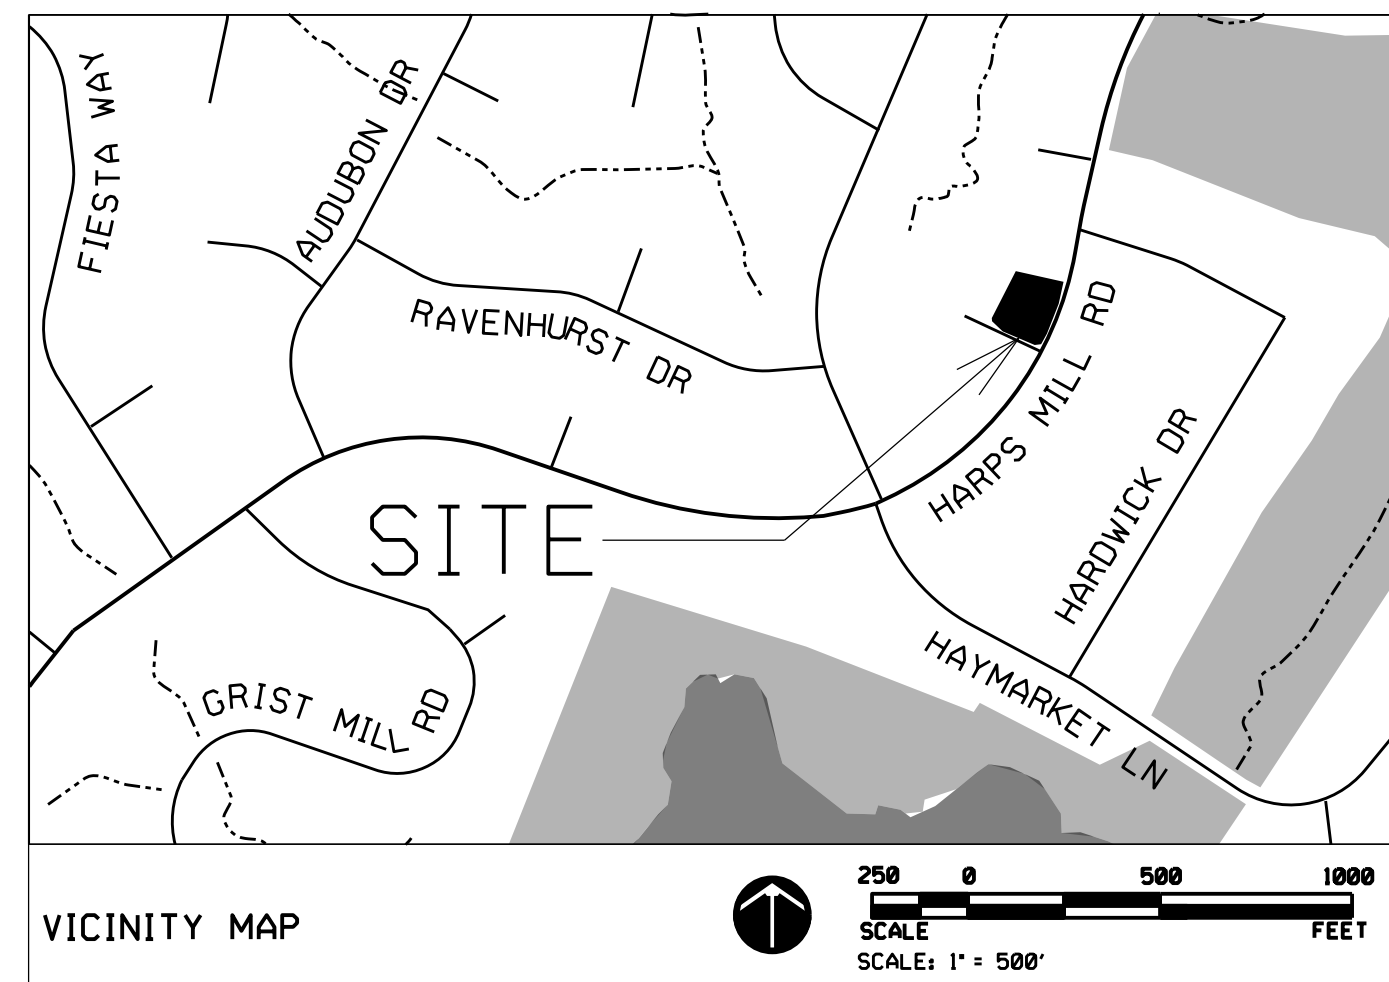 FIESTA WAY
AUDUBON DR
RAVENHURST DR
HARPS MILL RD
HARDWICK DR
SITE
HAYMARKET LN
GRIST MILL RD
VICINITY MAP
250 0 500 1000
SCALE FEET
SCALE: 1" = 500'